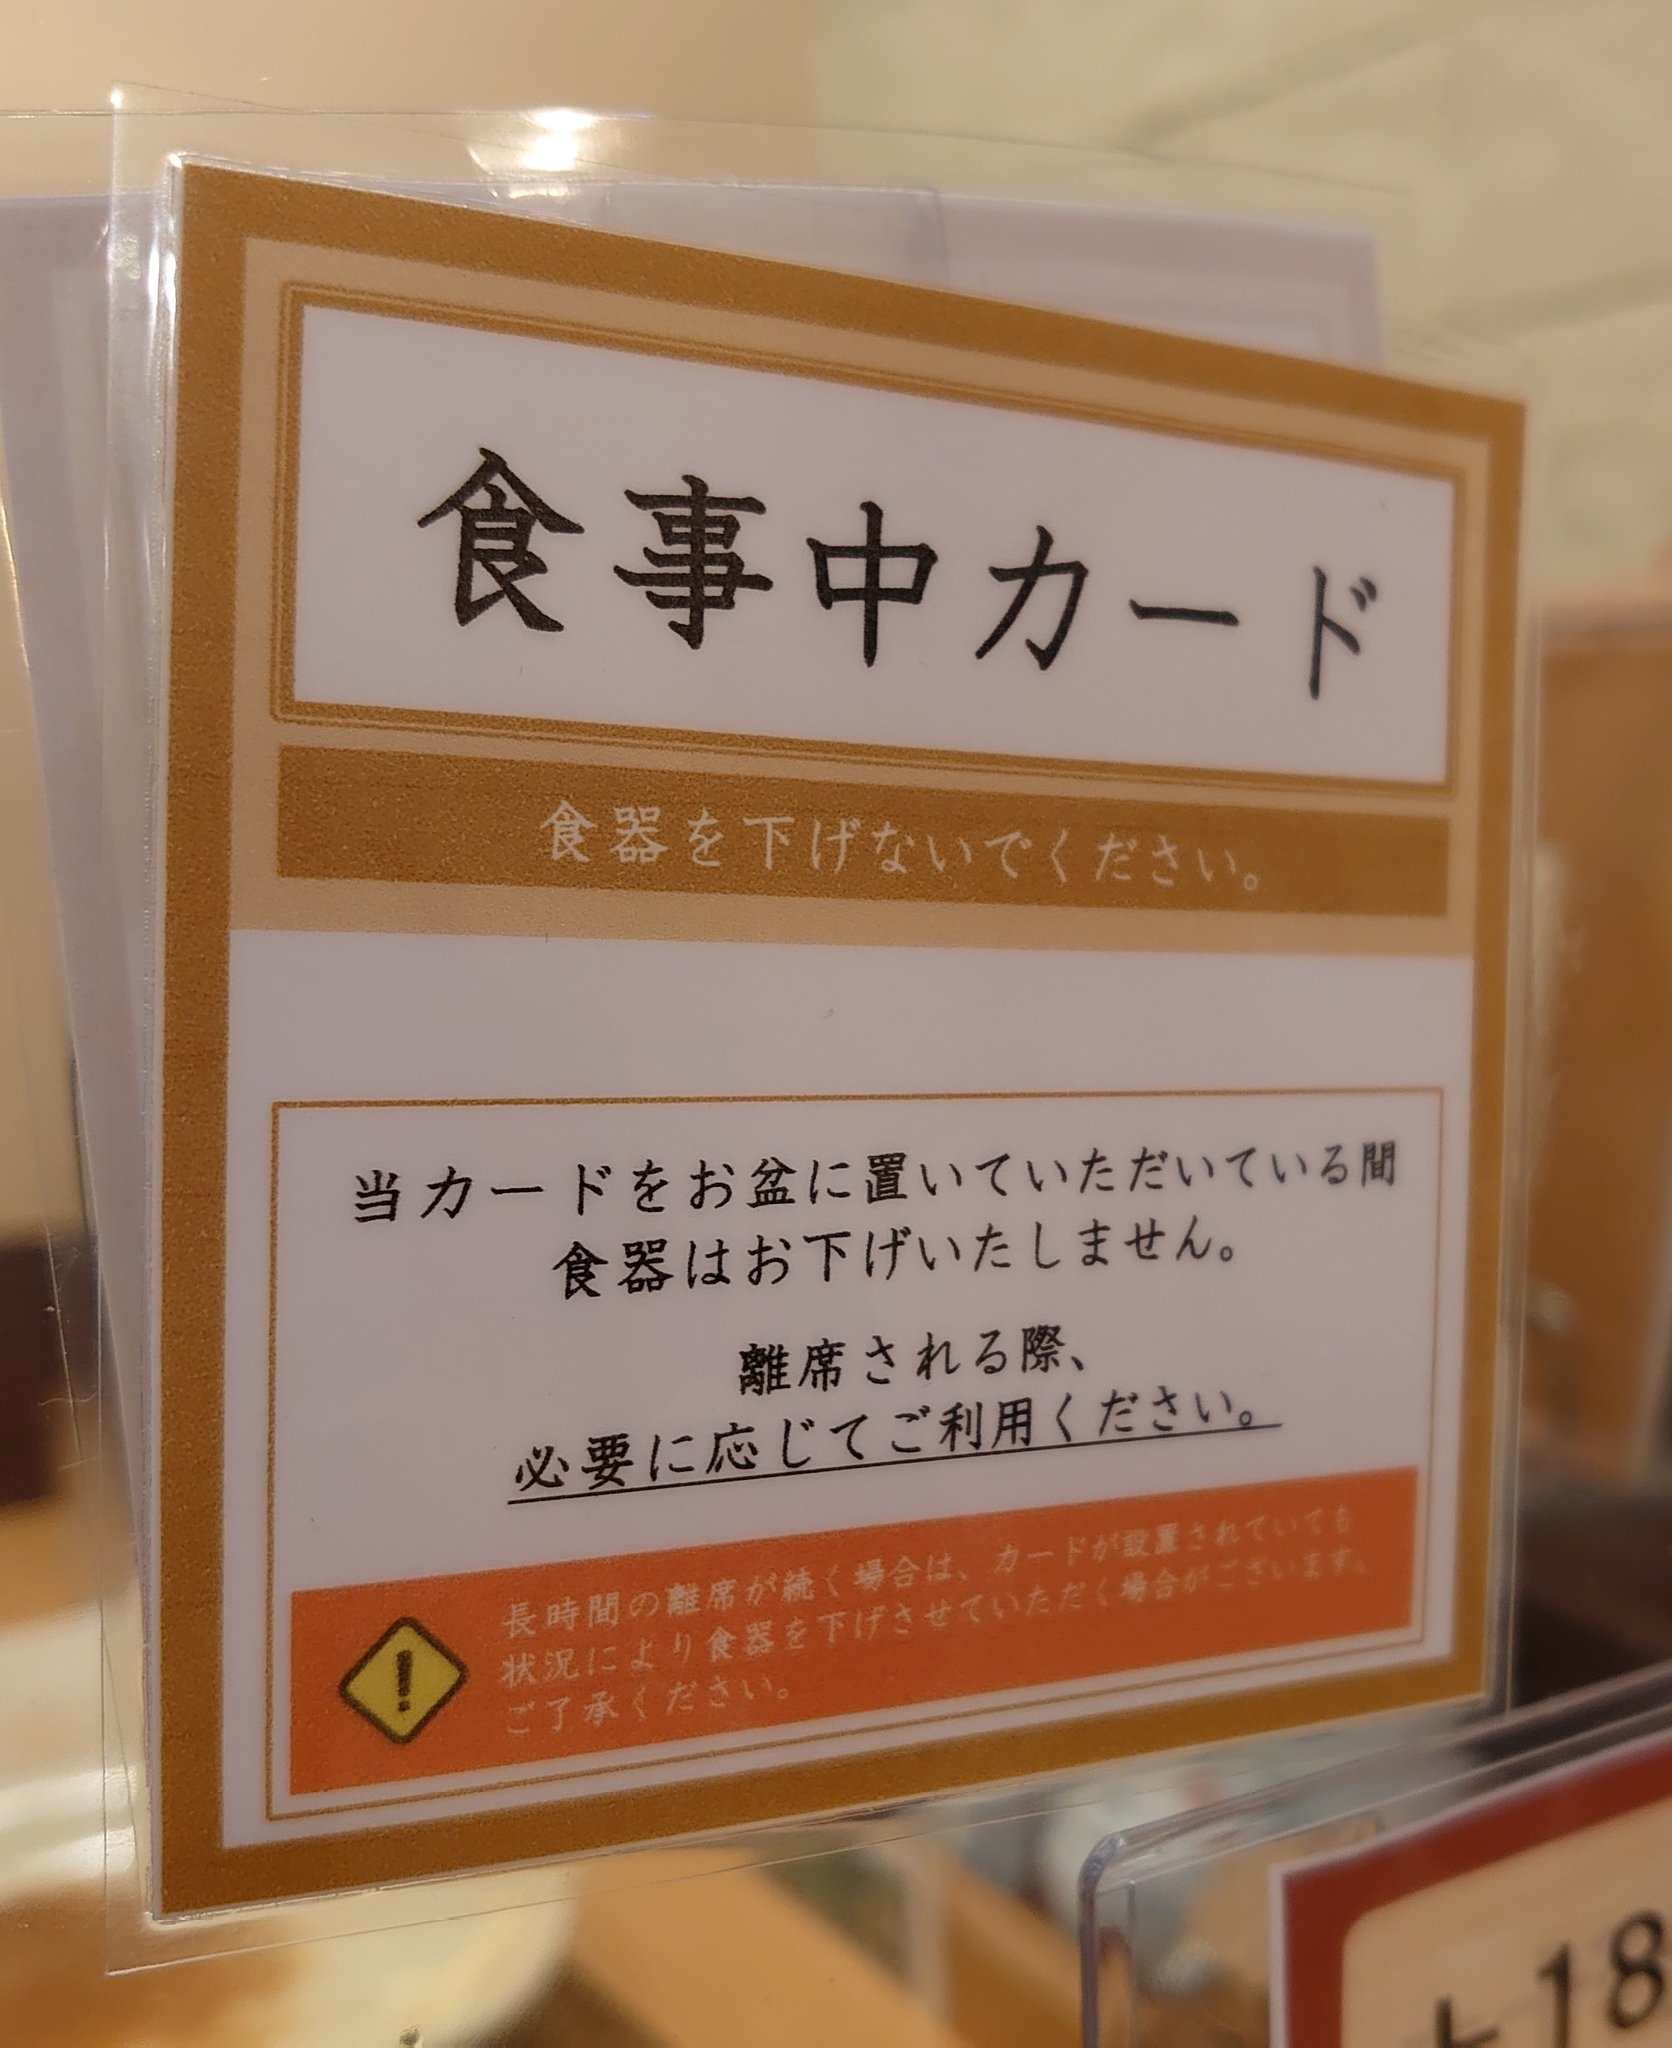 食事中カード
食器を下げないでください。
当カードをお盆に置いていただいている間
食器はお下げいたしません。
離席される際、
必要に応じてご利用ください。
長時間の離席が続く場合は、カードが設置されていても
状況により食器を下げさせていただく場合がございます。
ご了承ください。
18